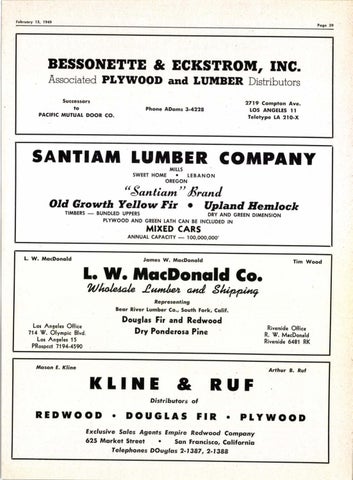 February 15, 1949
Page 59
BESSONETTE & ECKSTROM, INC.
Associated PLYWOOD and LUMBER Distributors
Successors to PACIFIC MUTUAL DOOR CO.
Phone ADams 3-4228
2719 Compton Ave.
LOS ANGELES 11
Teletype LA 210-X
SANTIAM LUMBER COMPANY
MILLS
SWEET HOME • LEBANON
OREGON
"Santiam" Brand
Old Growth Yellow Fir • Upland Hemlock
TIMBERS — BUNDLED UPPERS
DRY AND GREEN DIMENSION
PLYWOOD AND GREEN LATH CAN BE INCLUDED IN
MIXED CARS
ANNUAL CAPACITY — 100,000,000'
L. W. MacDonald
James W. MacDonald
Tim Wood
L. W. MacDonald Co.
Wholesale Lumber and Shipping
Representing
Bear River Lumber Co., South Fork, Calif.
Douglas Fir and Redwood
Dry Ponderosa Pine
Los Angeles Office
714 W. Olympic Blvd.
Los Angeles 15
PRospect 7194-4590
Riverside Office
R. W. MacDonald
Riverside 6481 RK
Mason E. Kline
Arthur B. Ruf
KLINE & RUF
Distributors of
REDWOOD • DOUGLAS FIR • PLYWOOD
Exclusive Sales Agents Empire Redwood Company
625 Market Street • San Francisco, California
Telephones DOuglas 2-1387, 2-1388